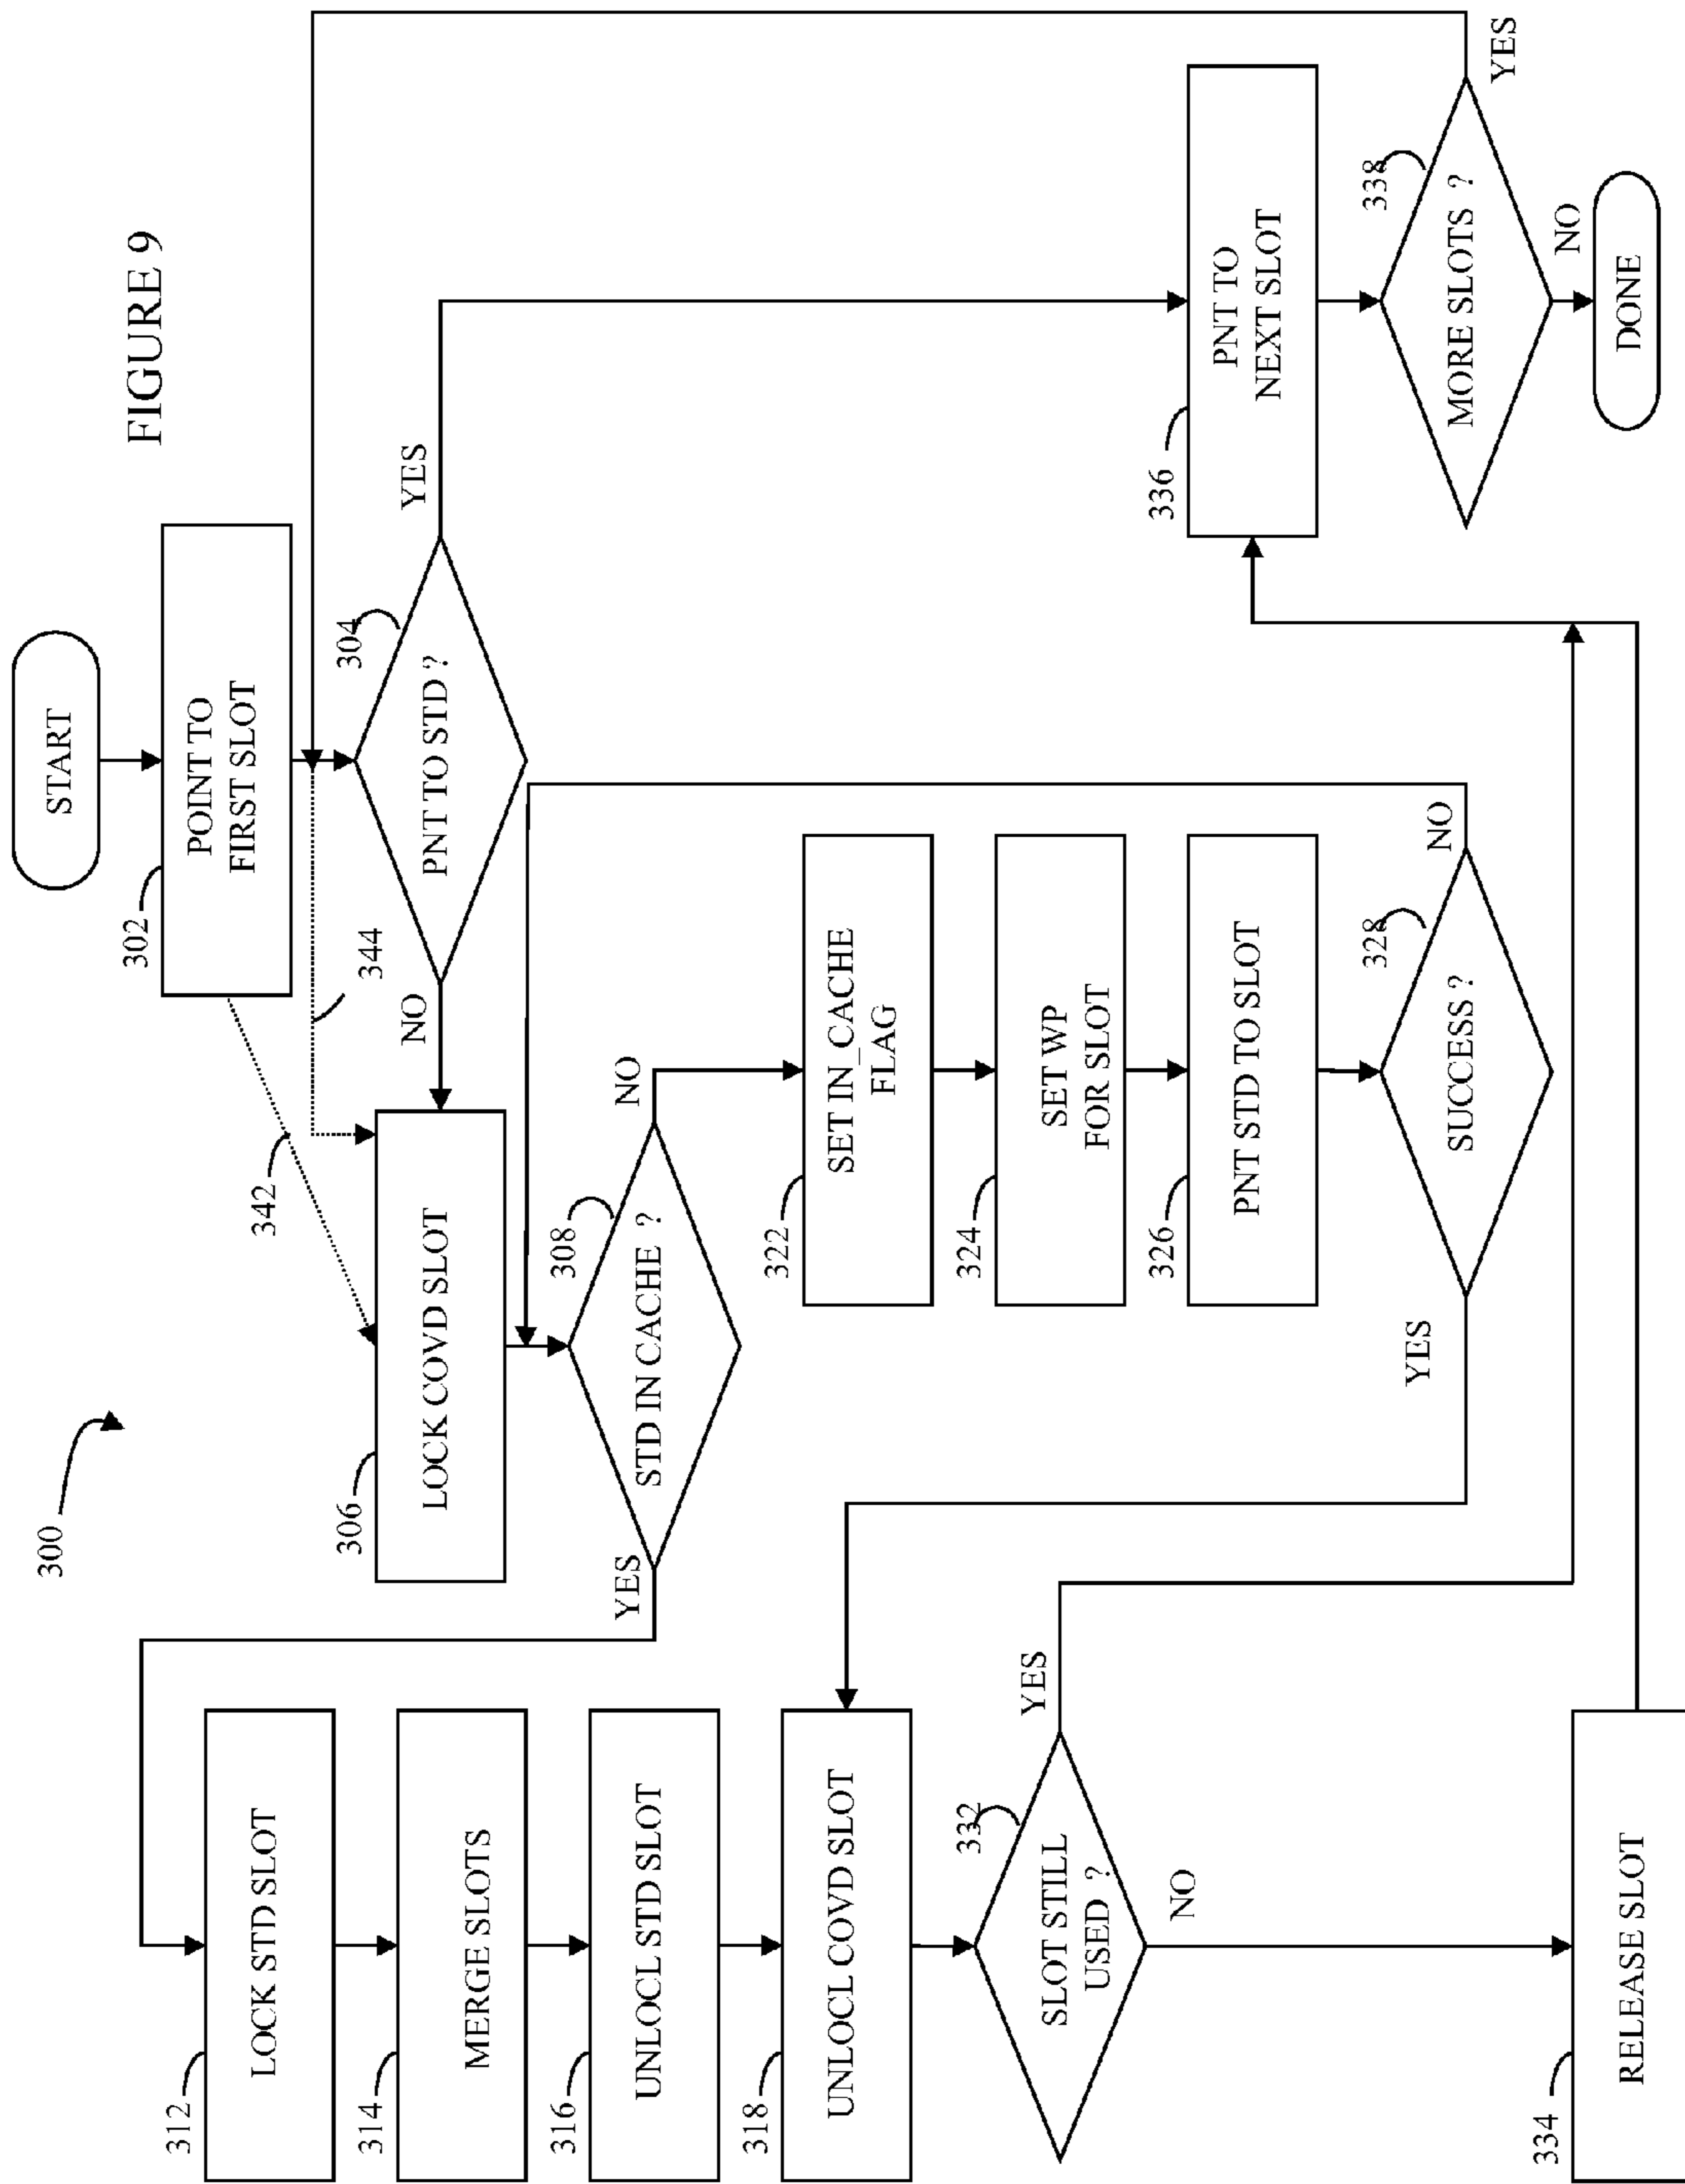 FIGURE 9
300
START
302
POINT TO
FIRST SLOT
342
344
304
PNT TO STD ?
YES
NO
306
LOCK COVD SLOT
308
STD IN CACHE ?
YES
NO
312
LOCK STD SLOT
314
MERGE SLOTS
316
UNLOCL STD SLOT
318
UNLOCL COVD SLOT
322
SET IN_CACHE
FLAG
324
SET WP
FOR SLOT
326
PNT STD TO SLOT
328
SUCCESS ?
YES
NO
332
SLOT STILL
USED ?
YES
NO
334
RELEASE SLOT
336
PNT TO
NEXT SLOT
338
MORE SLOTS ?
YES
NO
DONE